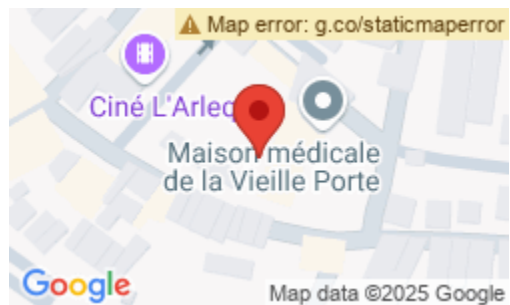 Map error: g.co/staticmaperror
Ciné L'Arleq
Maison médicale
de la Vieille Porte
Google
Map data ©2025 Google